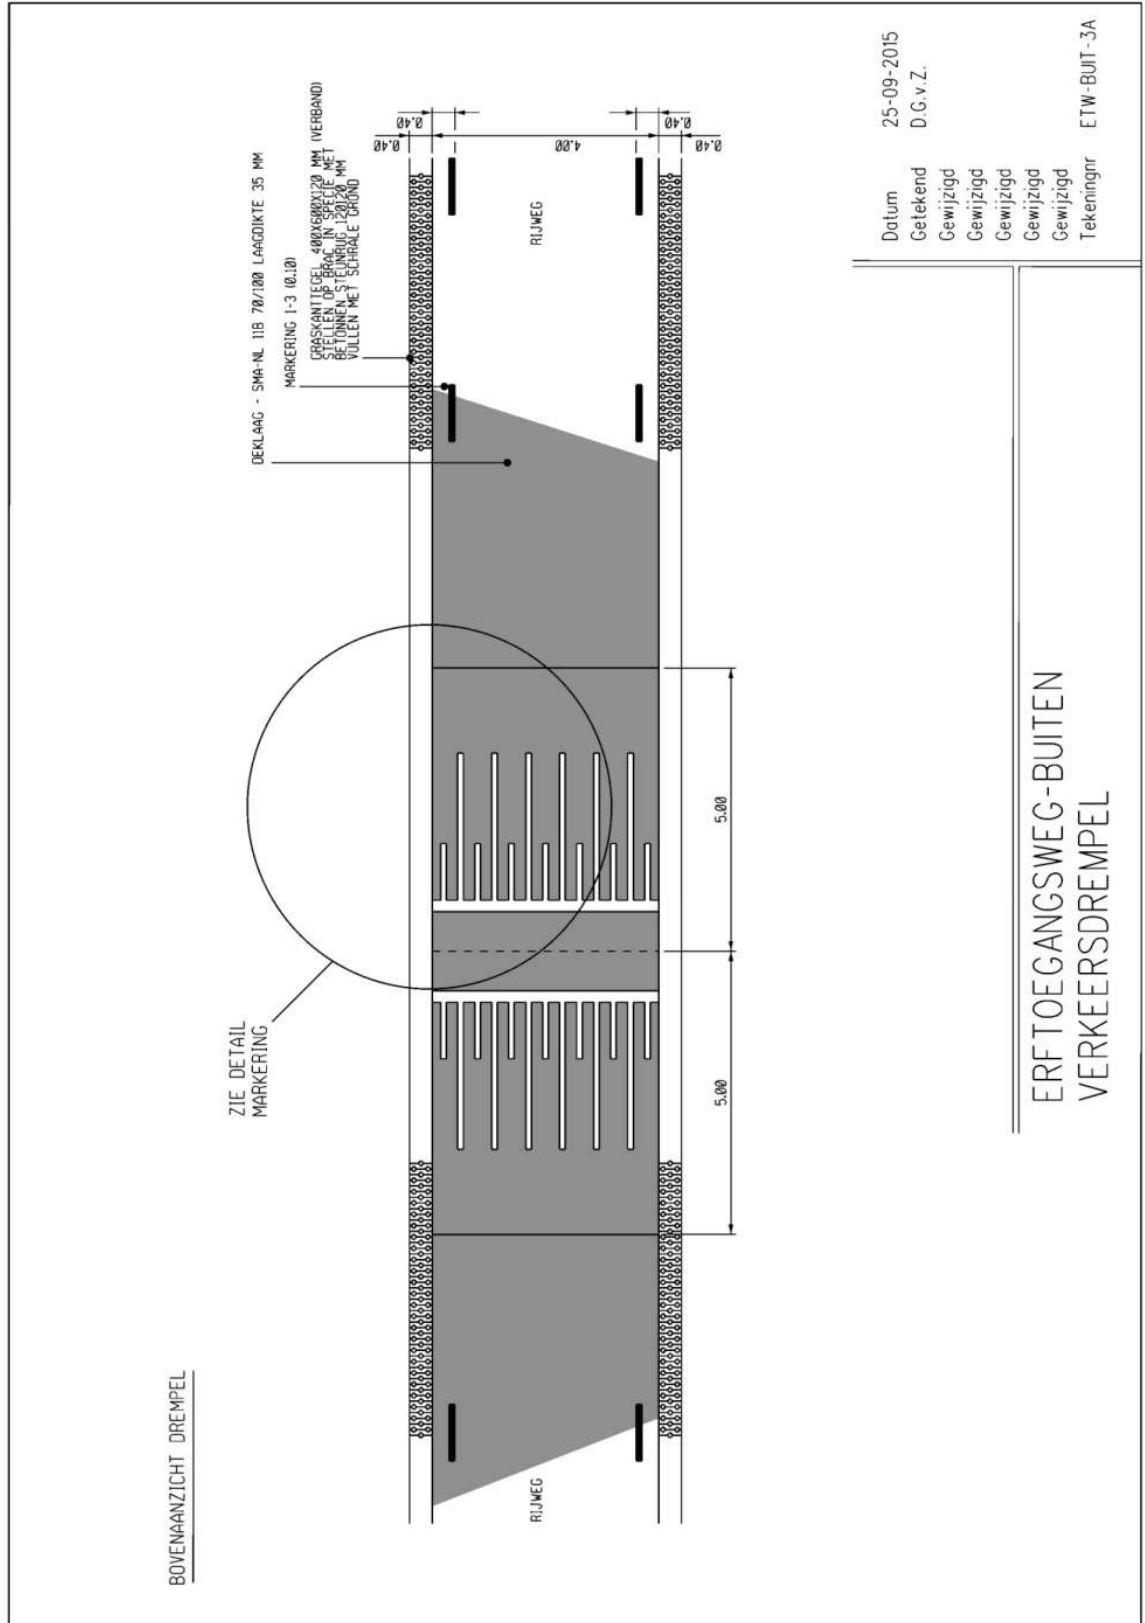 BOVENAANZICHT DREMPEL
ZIE DETAIL
MARKERING
DEKLAAG - SMA-NL 11B 70/100 LAAGDIKTE 35 MM
MARKERING 1-3 (0.10)
GRASKANTTEGEL 400X600X120 MM (VERBAND)
STELLEN OP BRAC IN SPECIE MET
BETONNEN STEUNRUG 120120 MM
VULLEN MET SCHRALE GROND
0.40
0.40
4.00
0.40
0.40
RIJWEG
RIJWEG
5.00
5.00
ERFTOEGANGSWEG-BUITEN
VERKEERSDREMPEL
Datum 25-09-2015
Getekend D.G.v.Z.
Gewijzigd
Gewijzigd
Gewijzigd
Gewijzigd
Gewijzigd
Tekeningnr ETW-BUIT-3A